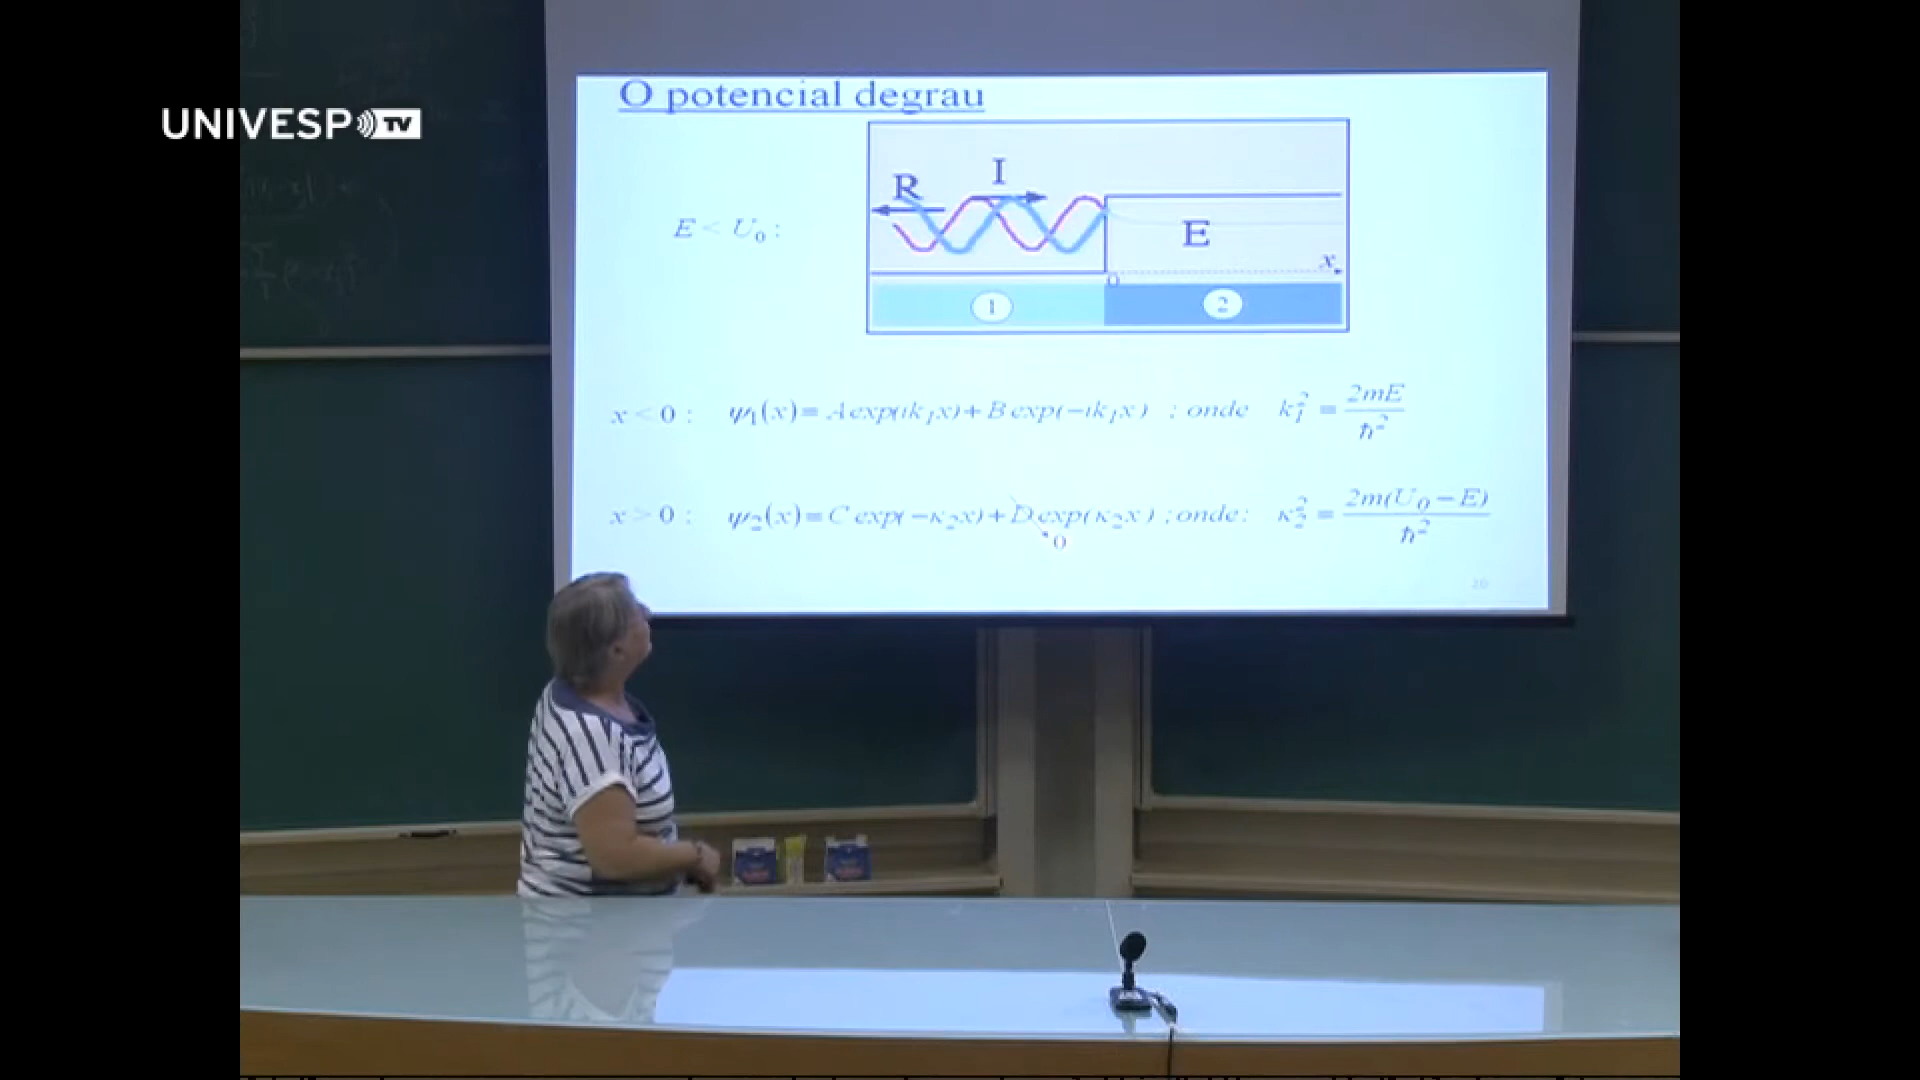 UNIVESP TV
O potencial degrau
I
R
E < U₀ :
E
x
0
1 2
x < 0 : ψ₁(x) = A exp(ik₁x) + B exp(−ik₁x) ; onde k₁² = 2mE / ħ²
x > 0 : ψ₂(x) = C exp(−κ₂x) + D exp(κ₂x) ; onde : κ₂² = 2m(U₀ − E) / ħ²
0
20